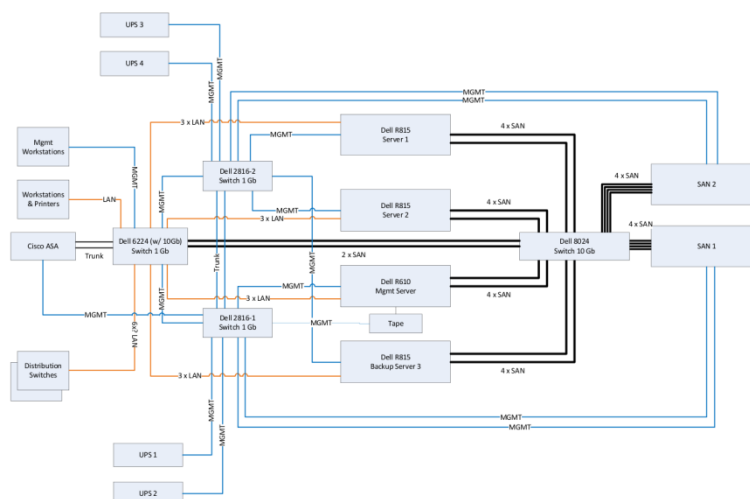 UPS 3
UPS 4
MGMT
MGMT
MGMT
MGMT
3 x LAN
MGMT
Dell R815
Server 1
4 x SAN
Mgmt
Workstations
MGMT
Dell 2816-2
Switch 1 Gb
4 x SAN
SAN 2
Workstations
& Printers
LAN
MGMT
MGMT
3 x LAN
Dell R815
Server 2
4 x SAN
4 x SAN
Cisco ASA
Trunk
Dell 6224 (w/ 10Gb)
Switch 1 Gb
Trunk
MGMT
2 x SAN
Dell 8024
Switch 10 Gb
SAN 1
MGMT
MGMT
3 x LAN
Dell R610
Mgmt Server
4 x SAN
MGMT
6x? LAN
Dell 2816-1
Switch 1 Gb
MGMT
Tape
Distribution
Switches
3 x LAN
Dell R815
Backup Server 3
4 x SAN
MGMT
MGMT
MGMT
MGMT
UPS 1
UPS 2